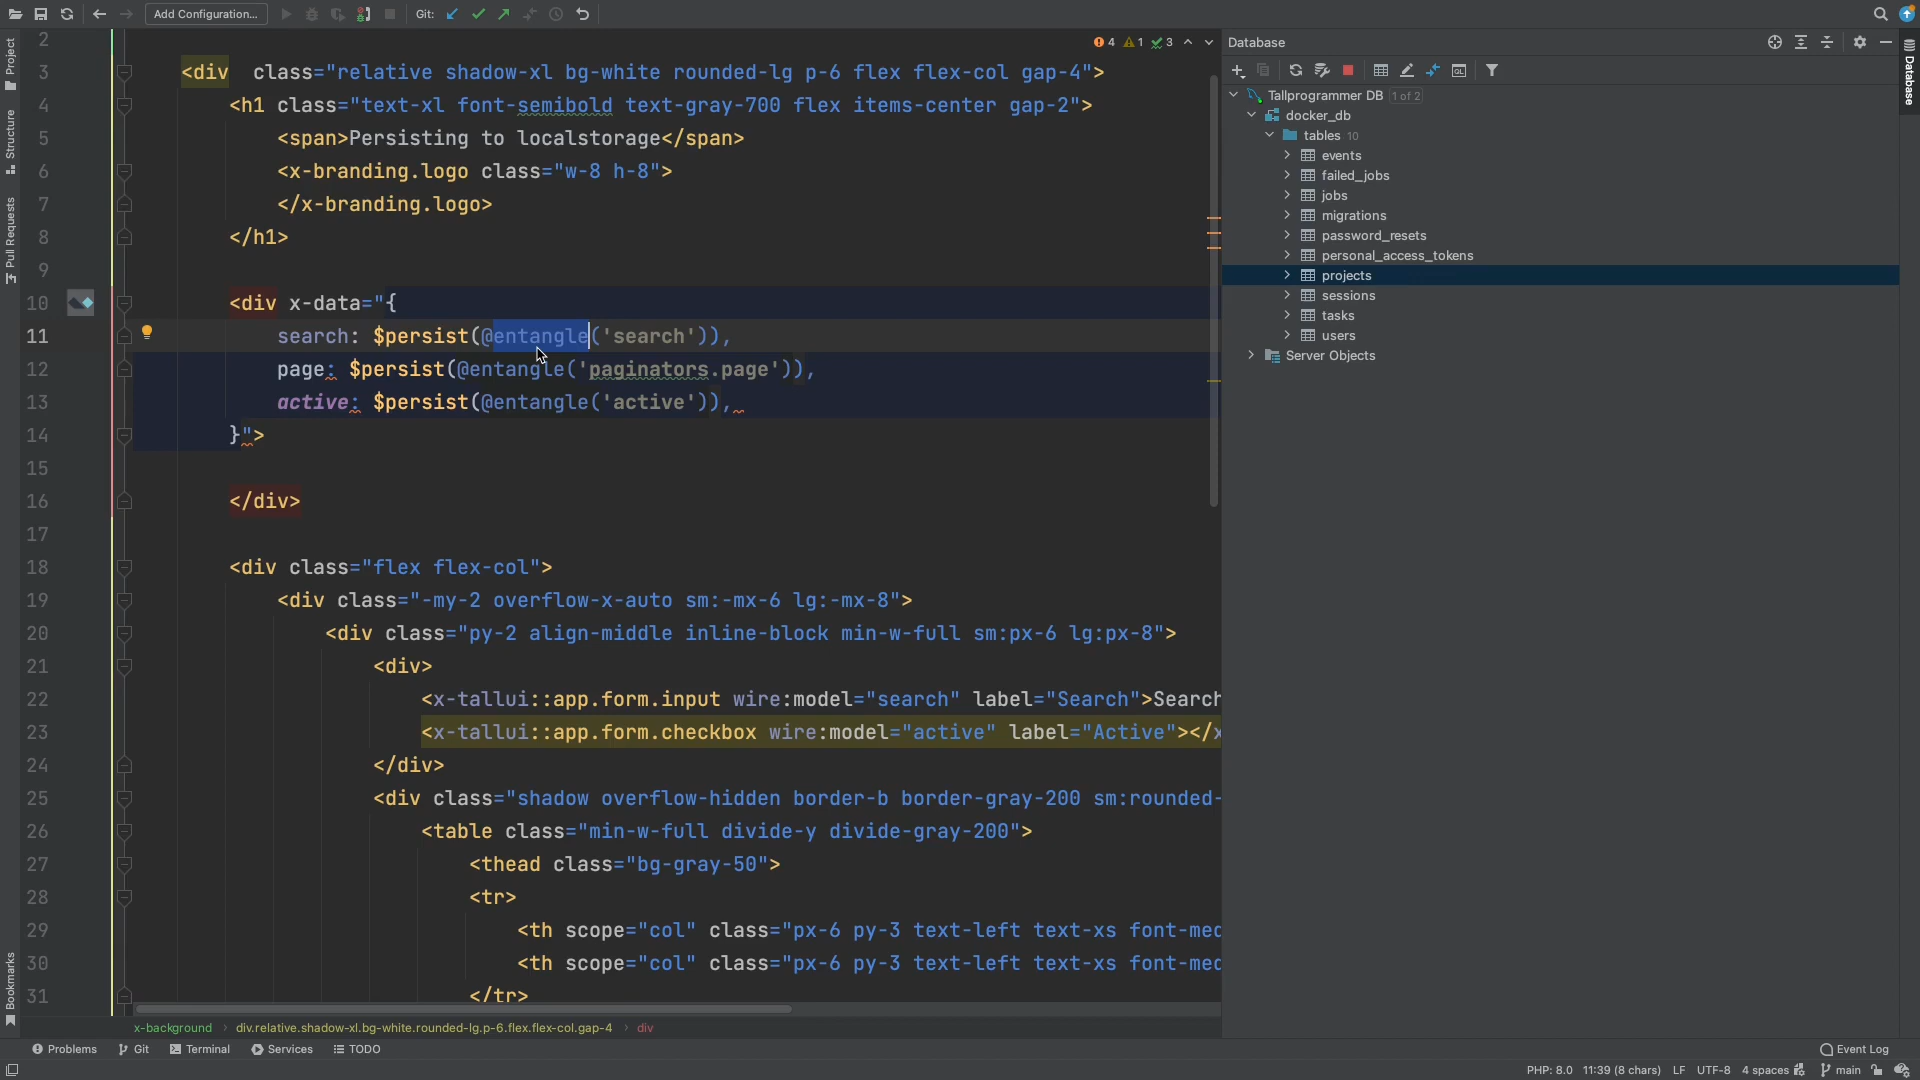 Add Configuration...
Git:
Project
Structure
Pull Requests
Bookmarks
4 1 3
2
3 <div  class="relative shadow-xl bg-white rounded-lg p-6 flex flex-col gap-4">
4 <h1 class="text-xl font-semibold text-gray-700 flex items-center gap-2">
5 <span>Persisting to localstorage</span>
6 <x-branding.logo class="w-8 h-8">
7 </x-branding.logo>
8 </h1>
9
10 <div x-data="{
11 search: $persist(@entangle('search')),
12 page: $persist(@entangle('paginators.page')),
13 active: $persist(@entangle('active')),
14 }">
15
16 </div>
17
18 <div class="flex flex-col">
19 <div class="-my-2 overflow-x-auto sm:-mx-6 lg:-mx-8">
20 <div class="py-2 align-middle inline-block min-w-full sm:px-6 lg:px-8">
21 <div>
22 <x-tallui::app.form.input wire:model="search" label="Search">Search
23 <x-tallui::app.form.checkbox wire:model="active" label="Active"></x
24 </div>
25 <div class="shadow overflow-hidden border-b border-gray-200 sm:rounded-
26 <table class="min-w-full divide-y divide-gray-200">
27 <thead class="bg-gray-50">
28 <tr>
29 <th scope="col" class="px-6 py-3 text-left text-xs font-med
30 <th scope="col" class="px-6 py-3 text-left text-xs font-med
31 </tr>
x-background › div.relative.shadow-xl.bg-white.rounded-lg.p-6.flex.flex-col.gap-4 › div
Database
Tallprogrammer DB 1 of 2
docker_db
tables 10
events
failed_jobs
jobs
migrations
password_resets
personal_access_tokens
projects
sessions
tasks
users
Server Objects
Database
Problems Git Terminal Services TODO
Event Log
PHP: 8.0 11:39 (8 chars) LF UTF-8 4 spaces main